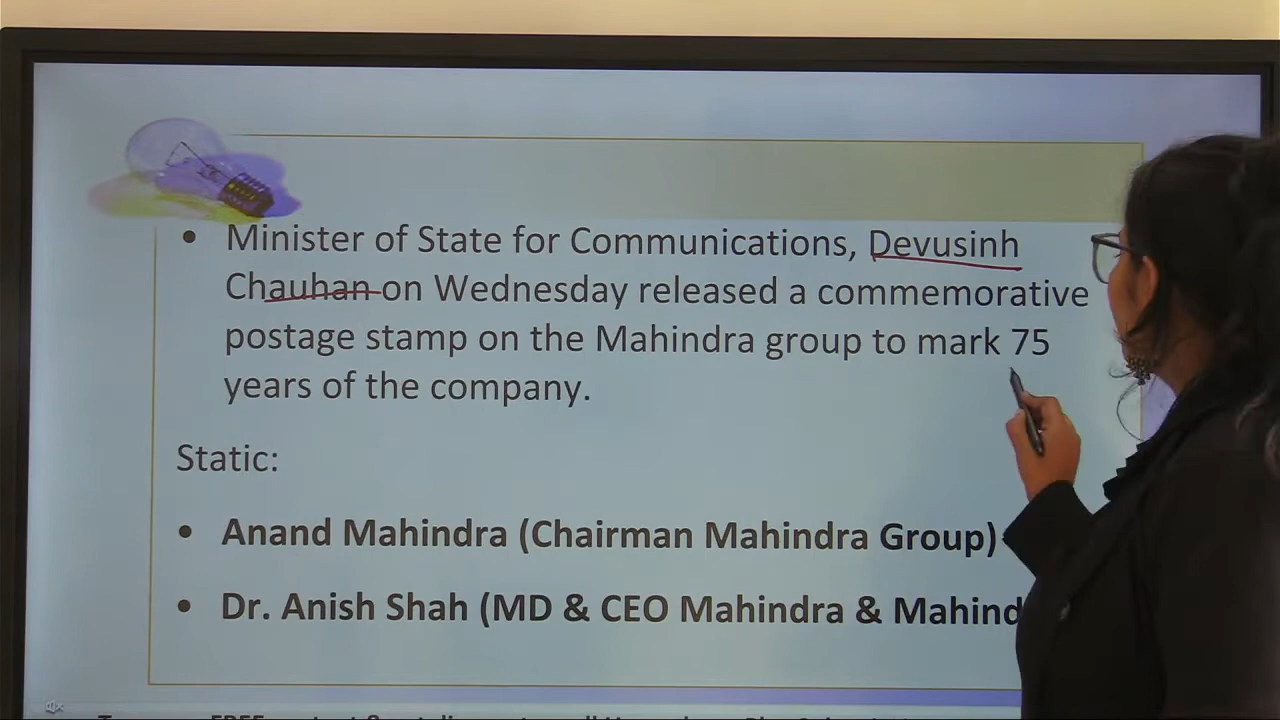 • Minister of State for Communications, Devusinh
Chauhan on Wednesday released a commemorative
postage stamp on the Mahindra group to mark 75
years of the company.
Static:
• Anand Mahindra (Chairman Mahindra Group)
• Dr. Anish Shah (MD & CEO Mahindra & Mahind